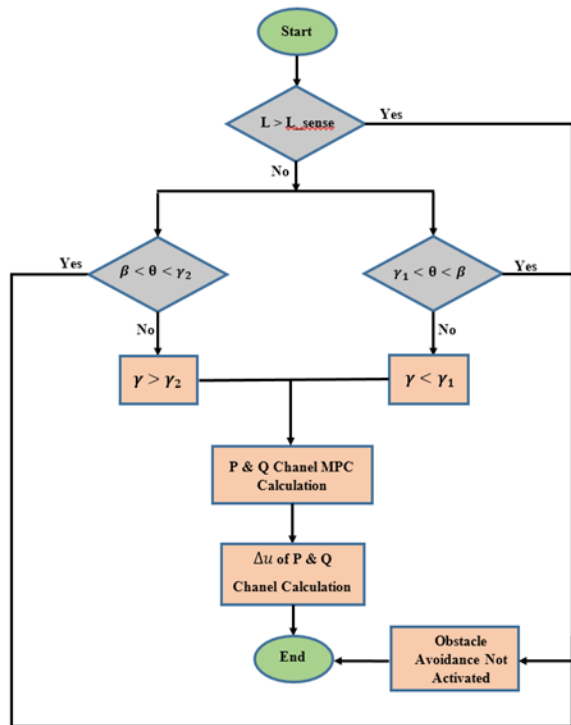 Start
L > L_sense
Yes
No
β < θ < γ₂
Yes
γ₁ < θ < β
Yes
No
No
γ > γ₂
γ < γ₁
P & Q Chanel MPC
Calculation
Δu of P & Q
Chanel Calculation
End
Obstacle
Avoidance Not
Activated